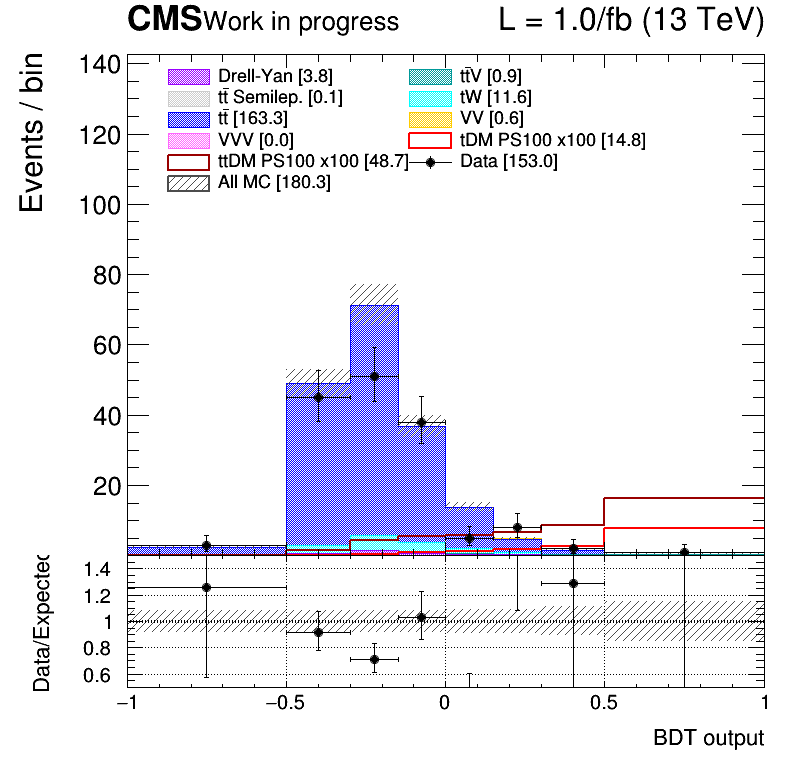 CMS Work in progress L = 1.0/fb (13 TeV)
Events / bin
140
120
100
80
60
40
20
Drell-Yan [3.8]
tt̄V [0.9]
tt̄ Semilep. [0.1]
tW [11.6]
tt̄ [163.3]
VV [0.6]
VVV [0.0]
tDM PS100 x100 [14.8]
ttDM PS100 x100 [48.7]
Data [153.0]
All MC [180.3]
Data/Expected
1.4
1.2
1
0.8
0.6
−1 −0.5 0 0.5 1
BDT output